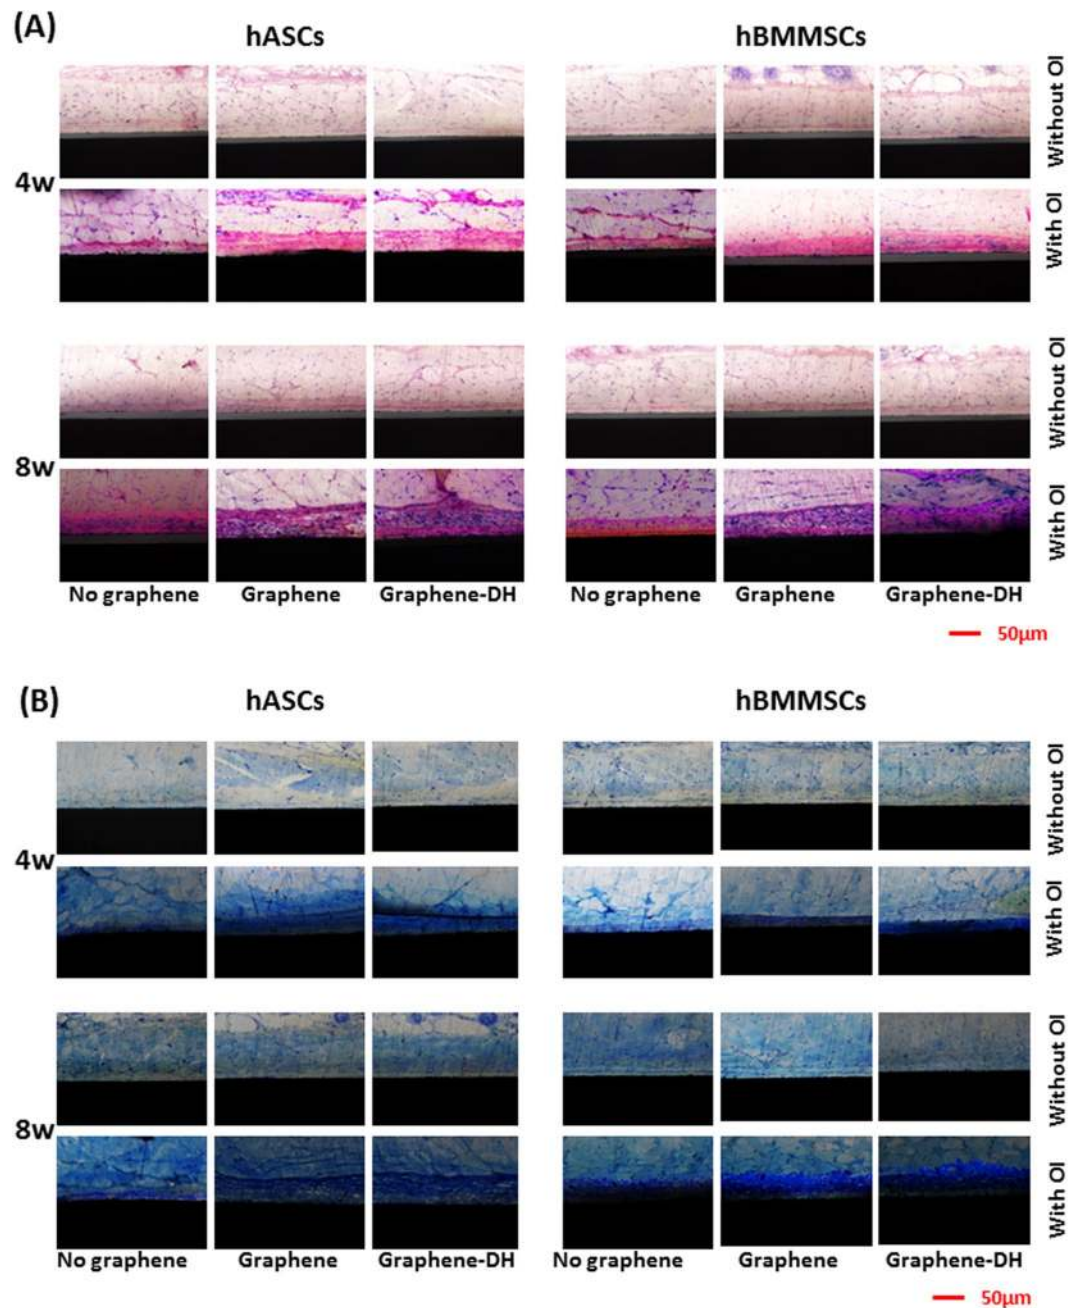 (A)
hASCs
hBMMSCs
Without OI
4w
With OI
Without OI
8w
With OI
No graphene
Graphene
Graphene-DH
No graphene
Graphene
Graphene-DH
50µm
(B)
hASCs
hBMMSCs
Without OI
4w
With OI
Without OI
8w
With OI
No graphene
Graphene
Graphene-DH
No graphene
Graphene
Graphene-DH
50µm